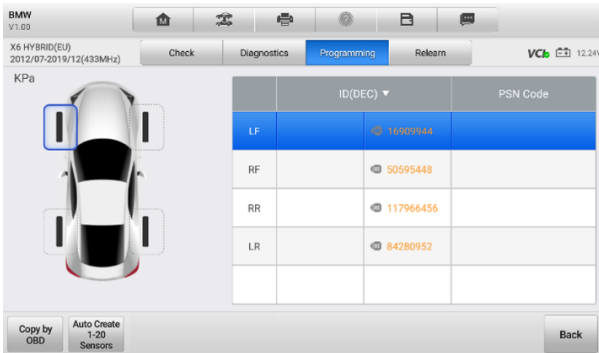 BMW
V1.00
X6 HYBRID(EU)
2012/07-2019/12(433MHz)
Check
Diagnostics
Programming
Relearn
VCI
12.24V
KPa
ID(DEC) ▼
PSN Code
LF
16909944
RF
50595448
RR
117966456
LR
84280952
Copy by
OBD
Auto Create
1-20
Sensors
Back